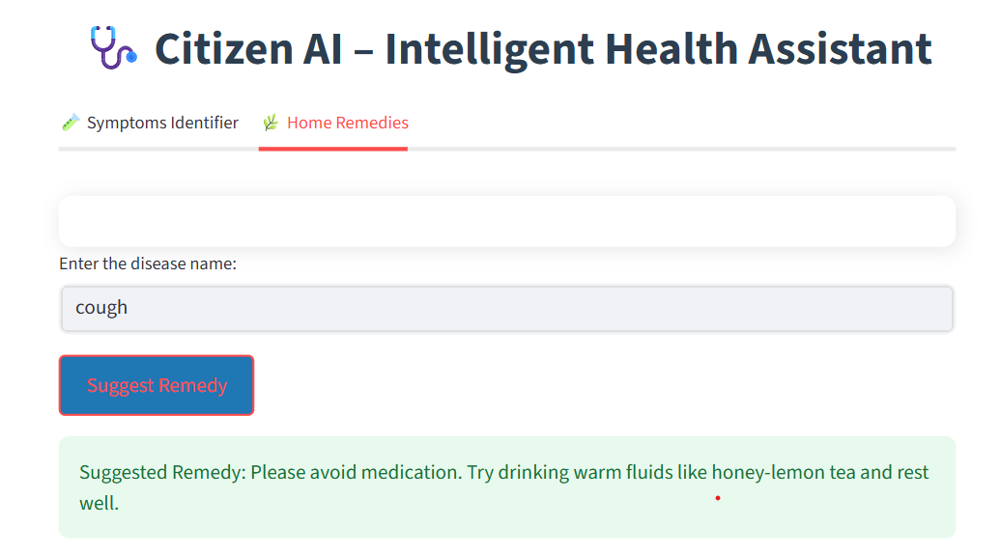 Citizen AI – Intelligent Health Assistant
Symptoms Identifier
Home Remedies
Enter the disease name:
cough
Suggest Remedy
Suggested Remedy: Please avoid medication. Try drinking warm fluids like honey-lemon tea and rest
well.